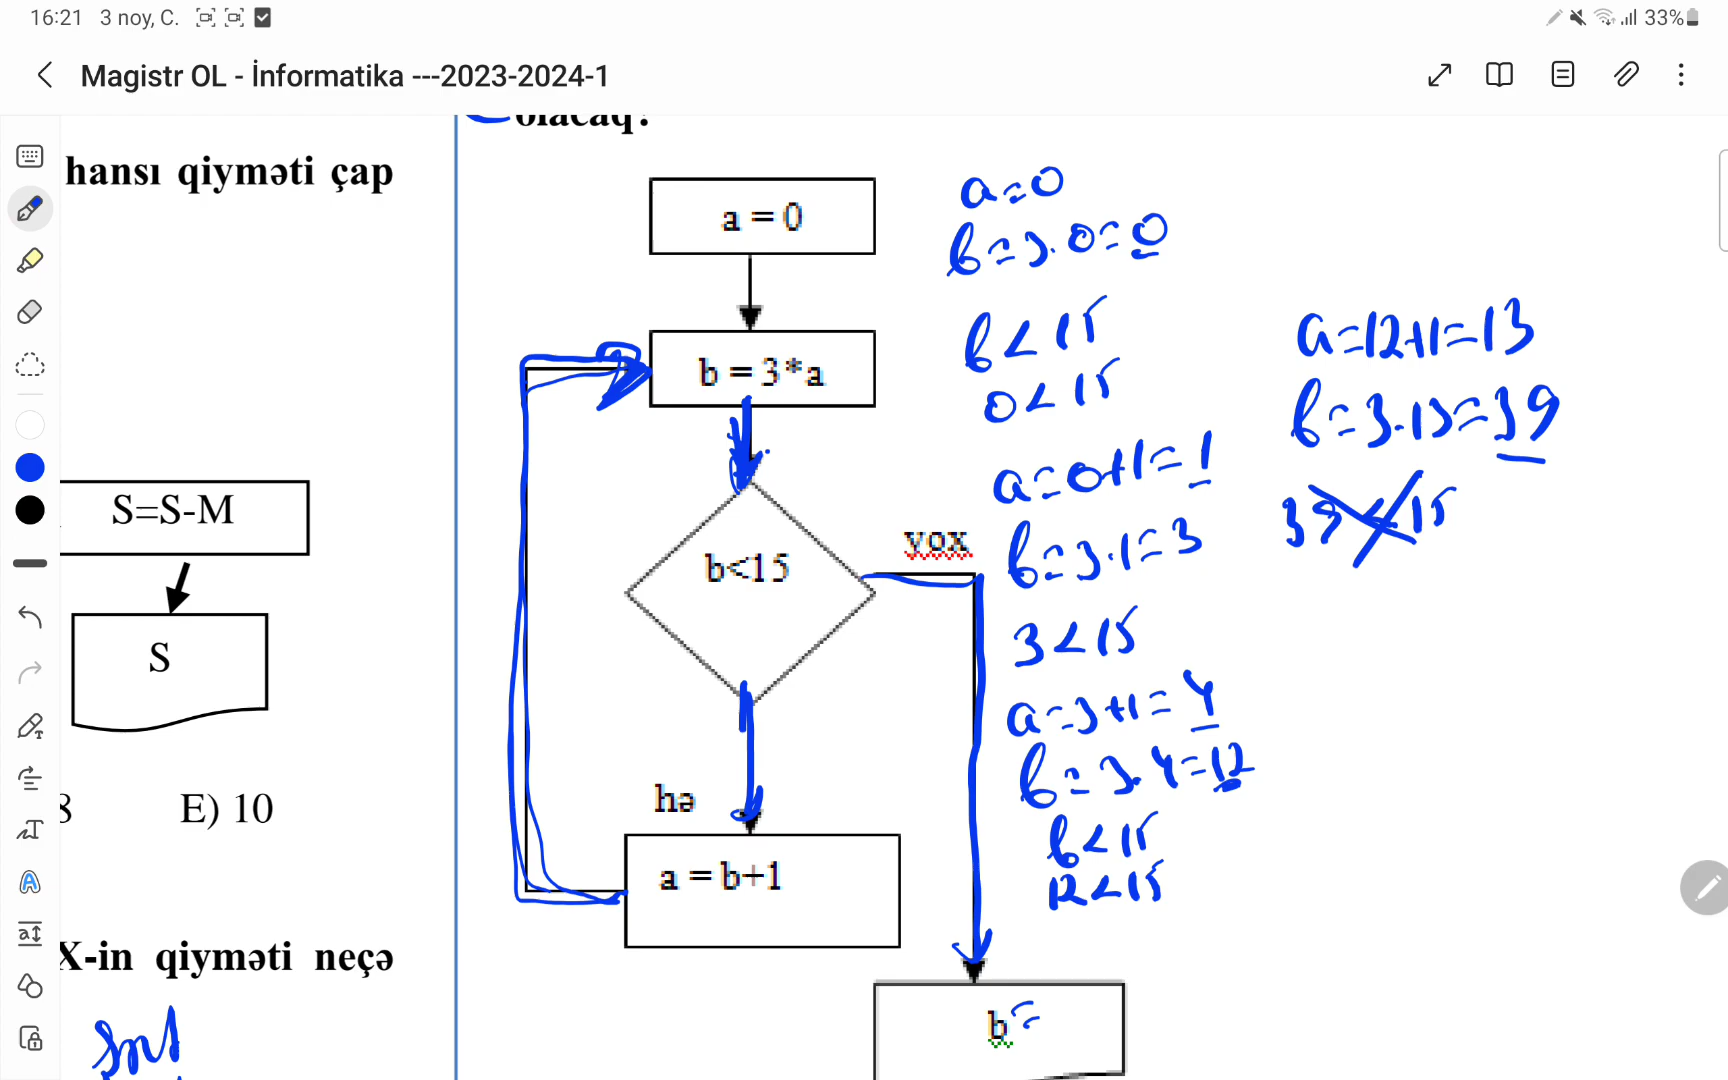 16:21 3 noy, C. 33%
Magistr OL - İnformatika ---2023-2024-1
hansı qiyməti çap
S=S-M
S
8 E) 10
X-in qiyməti neçə
olacaq?
a = 0
b = 3*a
b<15
yox
hə
a = b+1
b =
a=0
b=3·0=0
b<15
0<15
a=0+1=1
b=3·1=3
3<15
a=3+1=4
b=3·4=12
b<15
12<15
a=12+1=13
b=3·13=39
39<15